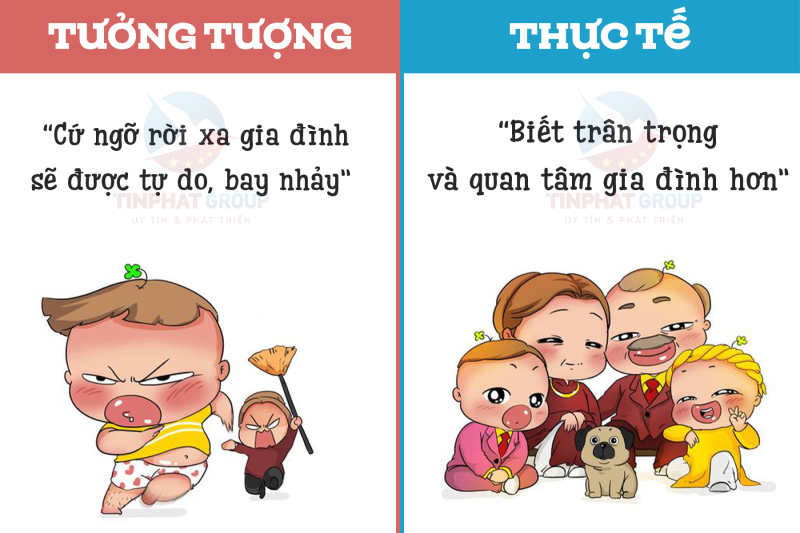 TƯỞNG TƯỢNG
"Cứ ngỡ rời xa gia đình
sẽ được tự do, bay nhảy"
TINPHAT GROUP
UY TÍN & PHÁT TRIỂN
THỰC TẾ
"Biết trân trọng
và quan tâm gia đình hơn"
TINPHAT GROUP
UY TÍN & PHÁT TRIỂN